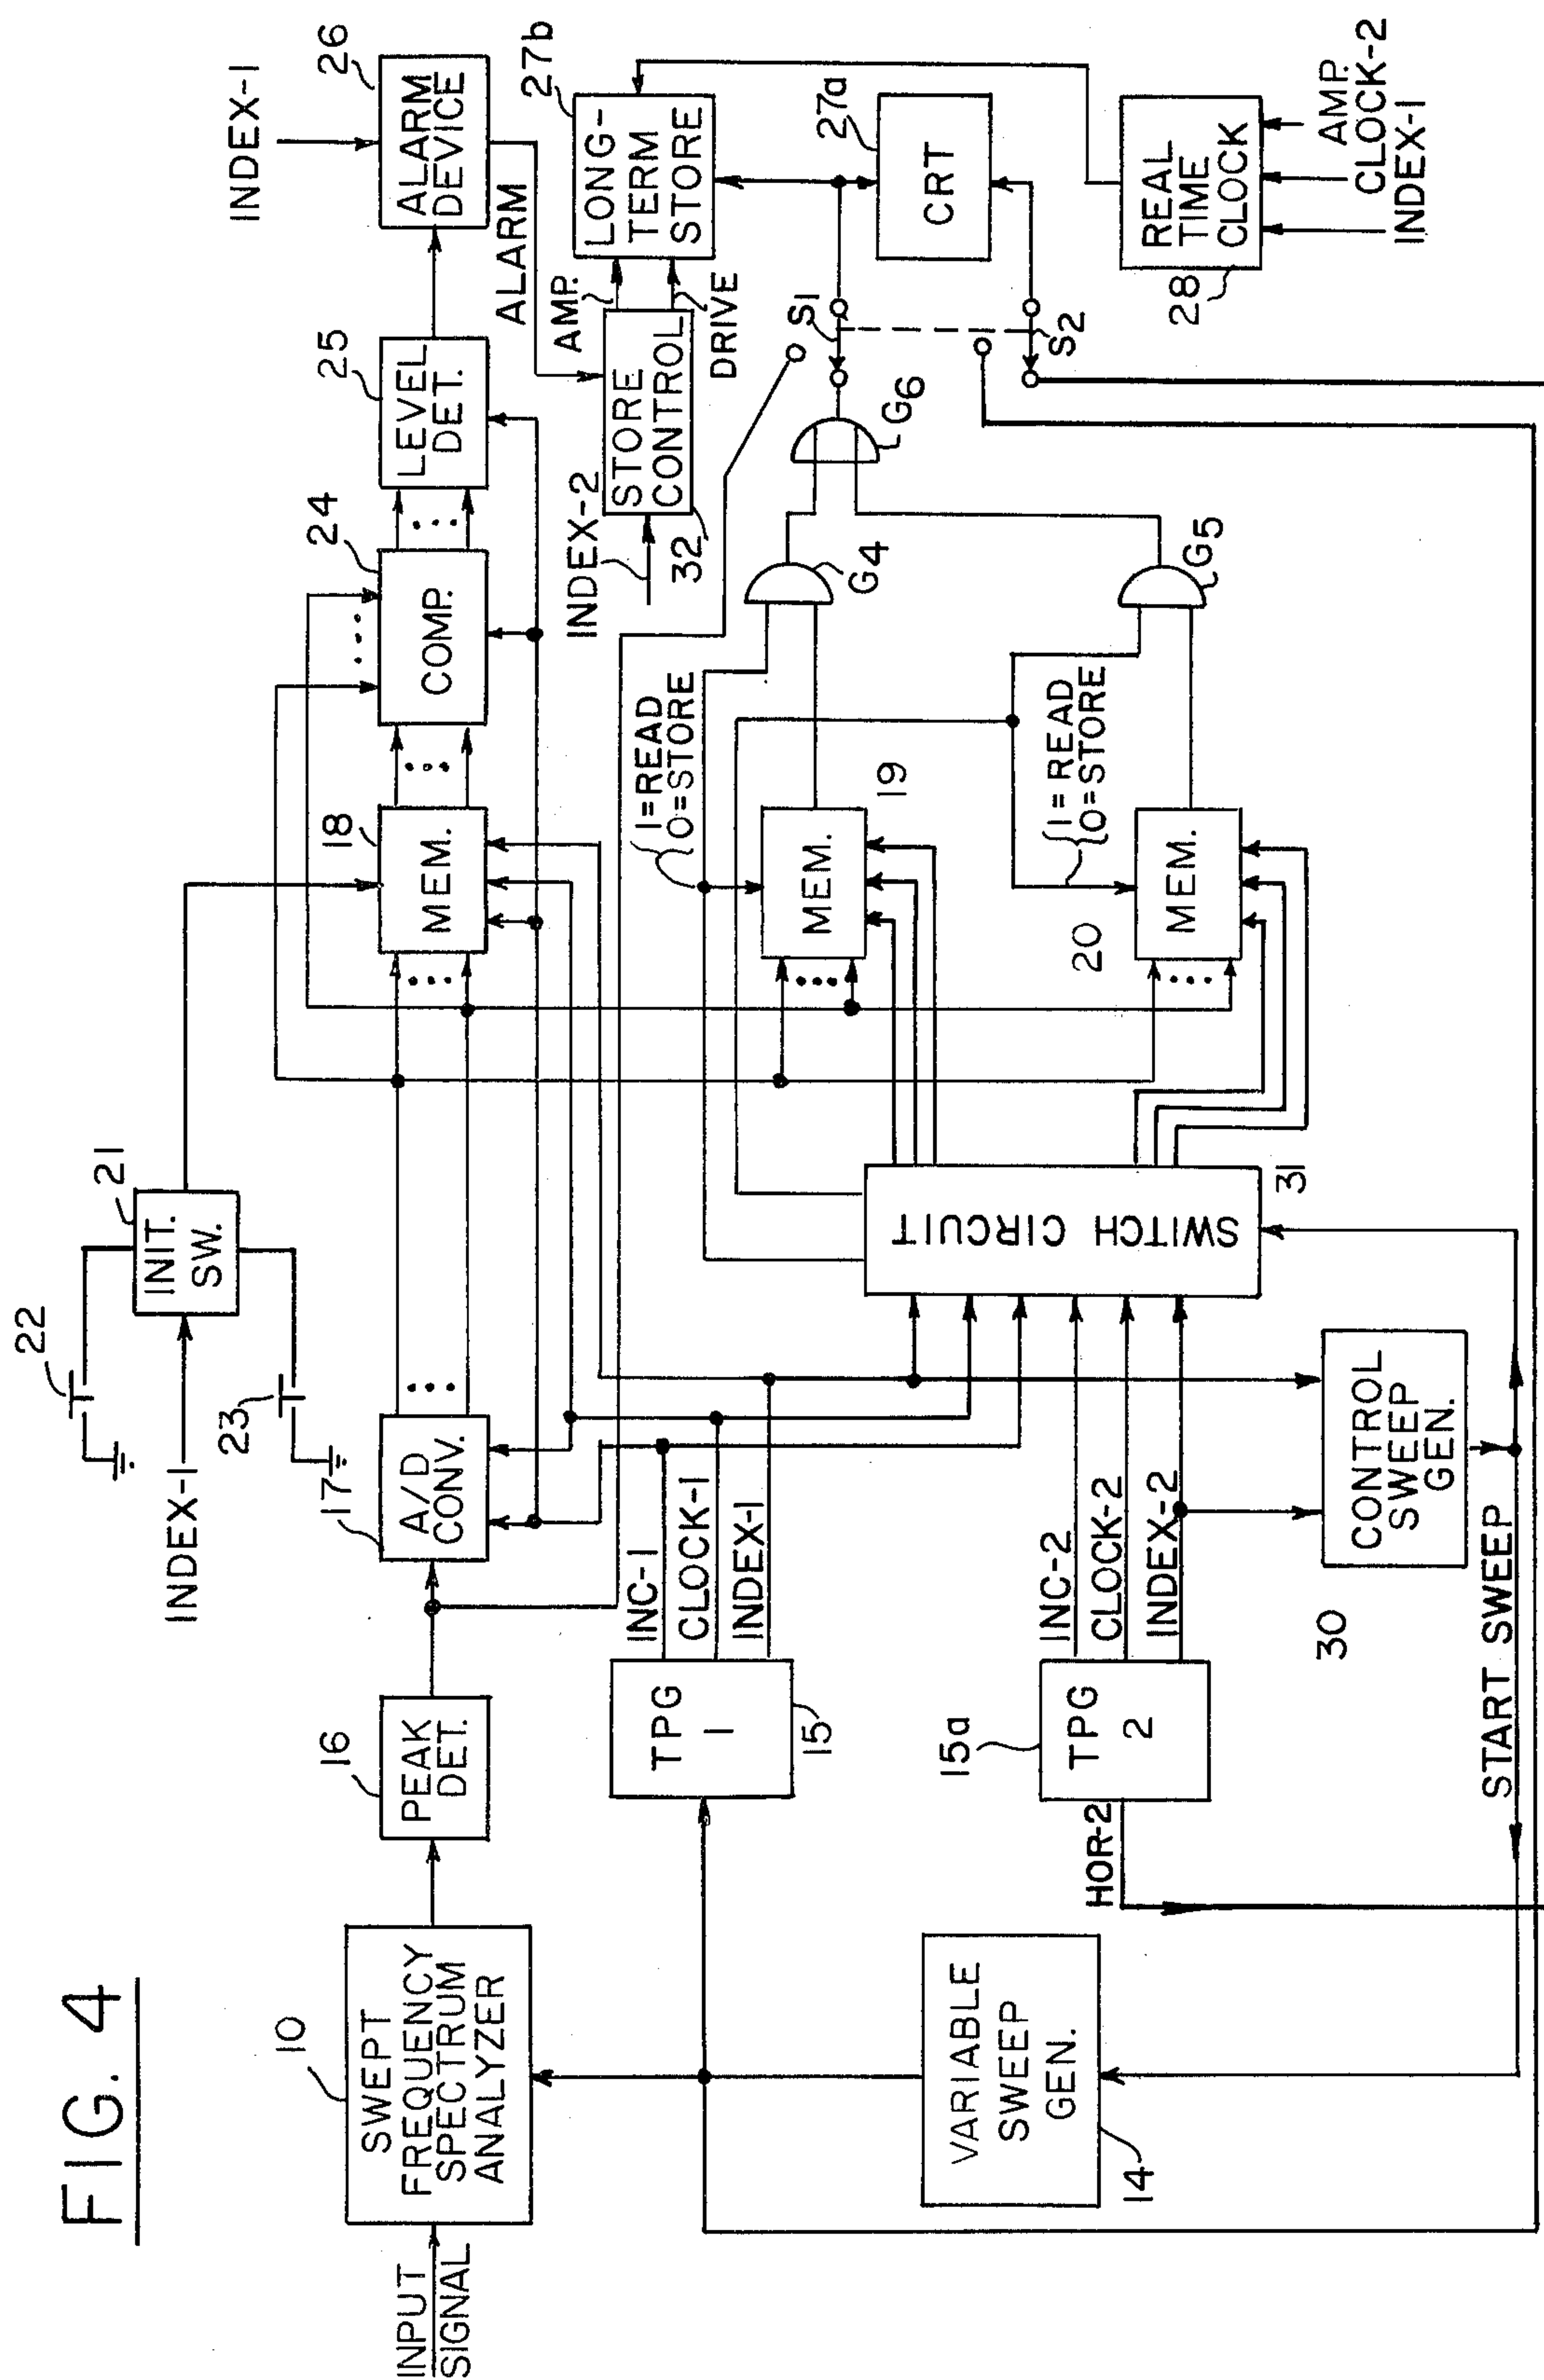 FIG. 4
INPUT
SIGNAL
10
SWEPT
FREQUENCY
SPECTRUM
ANALYZER
16
PEAK
DET.
17
A/D
CONV.
INDEX-1
22
23
21
INIT.
SW.
18
MEM.
24
COMP.
25
LEVEL
DET.
INDEX-1
26
ALARM
DEVICE
ALARM
INDEX-2
32
STORE
CONTROL
AMP.
DRIVE
27b
LONG-
TERM
STORE
27a
CRT
S1
S2
28
REAL
TIME
CLOCK
AMP.
CLOCK-2
INDEX-1
TPG
1
15
INC-1
CLOCK-1
INDEX-1
15a
TPG
2
HOR-2
INC-2
CLOCK-2
INDEX-2
SWITCH CIRCUIT
31
1=READ
0=STORE
MEM.
19
1=READ
0=STORE
MEM.
20
G4
G5
G6
VARIABLE
SWEEP
GEN.
14
30
CONTROL
SWEEP
GEN.
START SWEEP